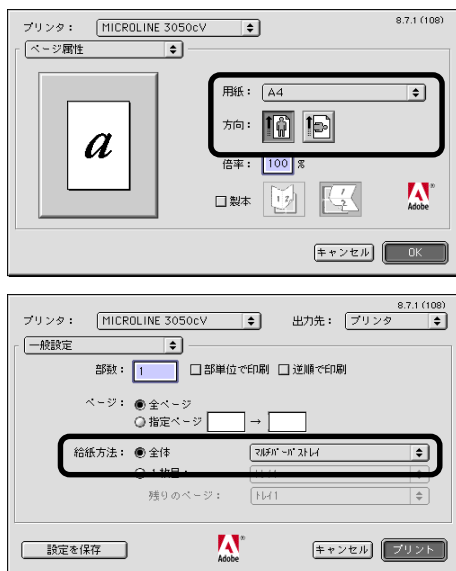 プリンタ： MICROLINE 3050cV 8.7.1 (108)
ページ属性
用紙： A4
方向：
a
倍率： 100 %
製本
Adobe
キャンセル OK
8.7.1 (108)
プリンタ： MICROLINE 3050cV 出力先： プリンタ
一般設定
部数： 1 部単位で印刷 逆順で印刷
ページ： 全ページ
指定ページ →
給紙方法： 全体 ﾏﾙﾁﾊﾟｰﾊﾟｽﾄﾚｲ
残りのページ： ﾄﾚｲ1
設定を保存 Adobe キャンセル プリント